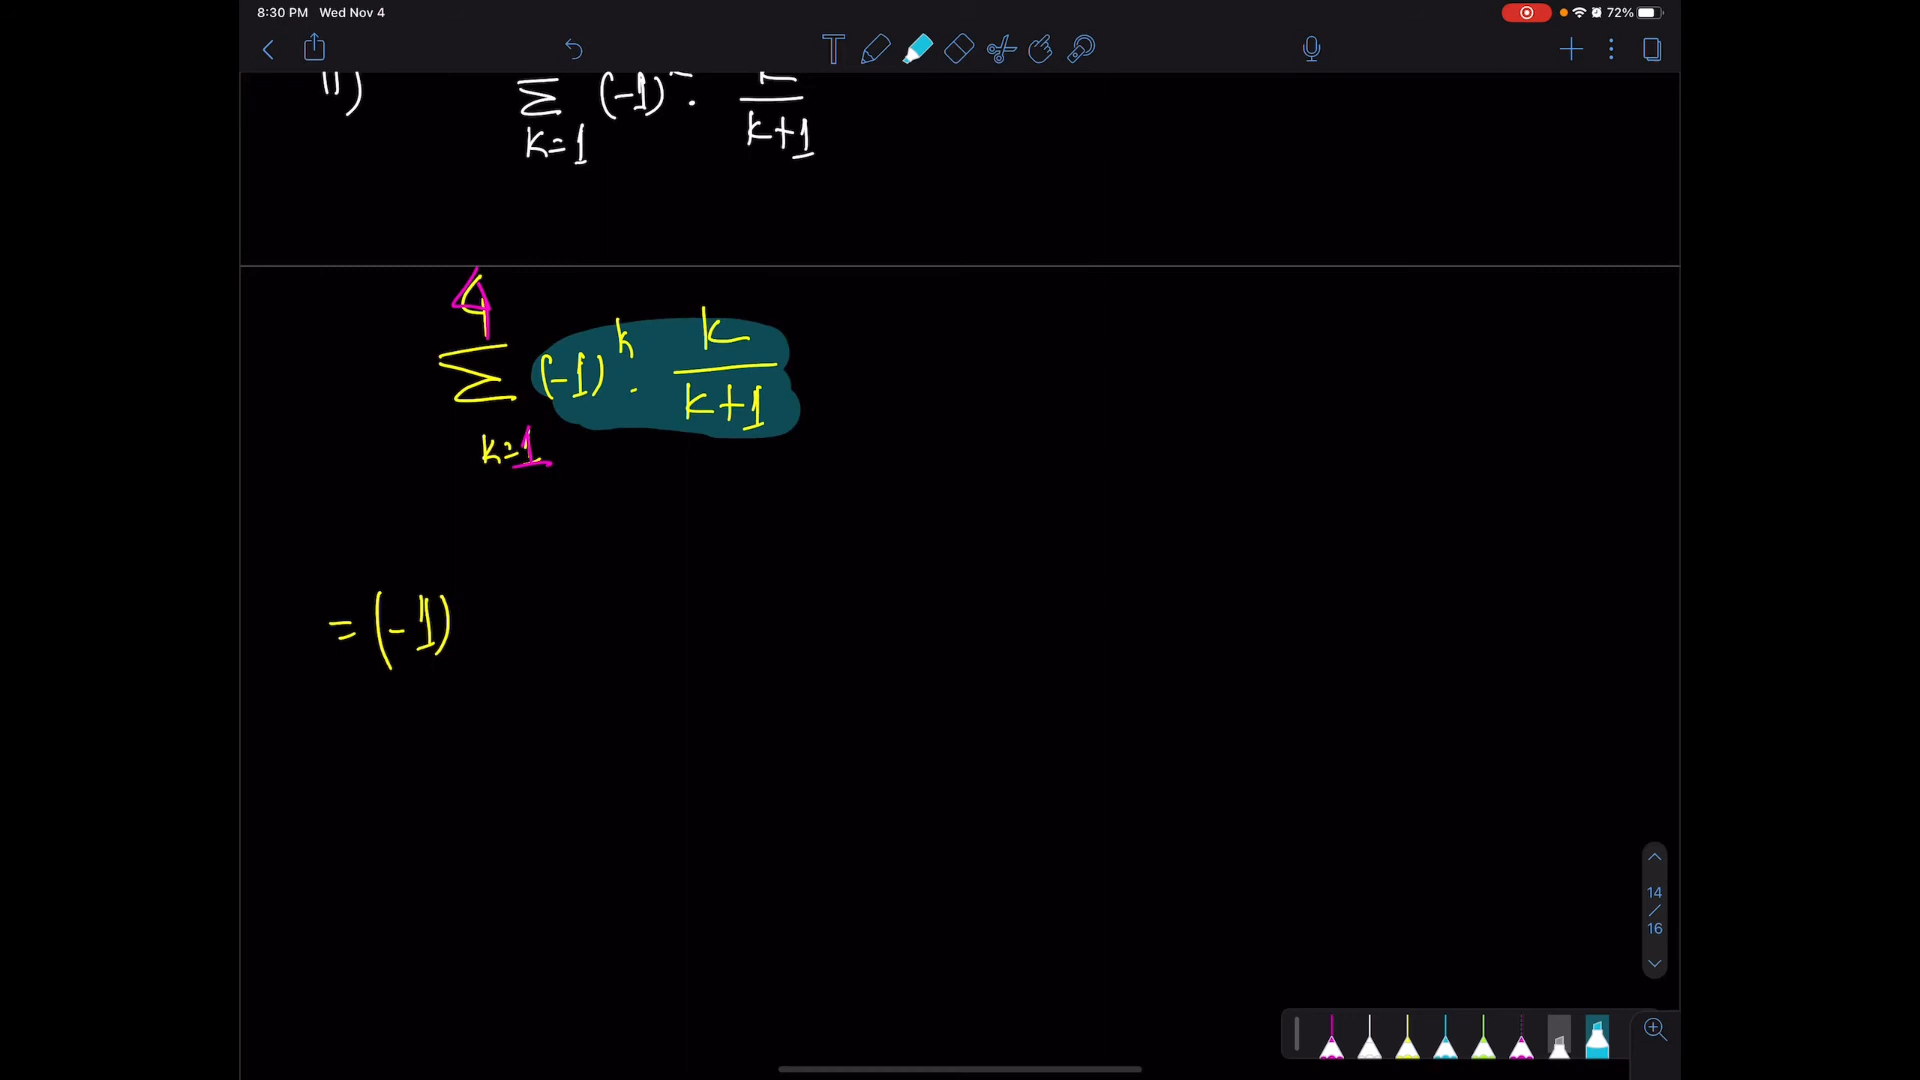 8:30 PM Wed Nov 4 72%
T
11)
∑ (-1) · /k+1
k=1
4
∑ (-1)^k · k/k+1
k=1
= (-1)
14
/
16